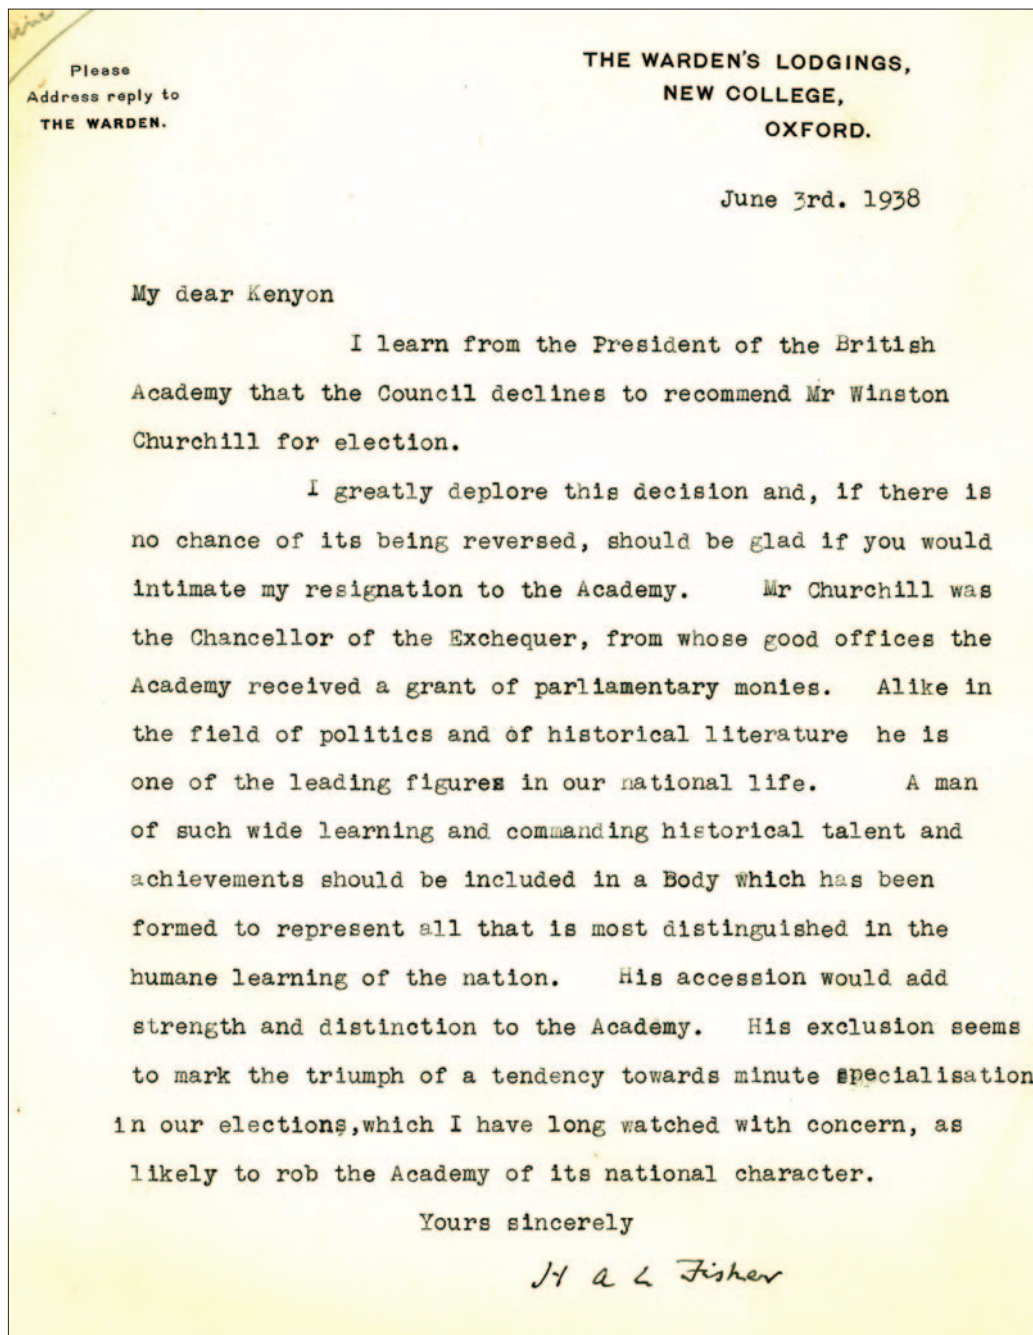 Please
Address reply to
THE WARDEN.
THE WARDEN'S LODGINGS,
NEW COLLEGE,
OXFORD.
June 3rd. 1938
My dear Kenyon
I learn from the President of the British
Academy that the Council declines to recommend Mr Winston
Churchill for election.
I greatly deplore this decision and, if there is
no chance of its being reversed, should be glad if you would
intimate my resignation to the Academy. Mr Churchill was
the Chancellor of the Exchequer, from whose good offices the
Academy received a grant of parliamentary monies. Alike in
the field of politics and of historical literature he is
one of the leading figures in our national life. A man
of such wide learning and commanding historical talent and
achievements should be included in a Body which has been
formed to represent all that is most distinguished in the
humane learning of the nation. His accession would add
strength and distinction to the Academy. His exclusion seems
to mark the triumph of a tendency towards minute specialisation
in our elections,which I have long watched with concern, as
likely to rob the Academy of its national character.
Yours sincerely
H A L Fisher